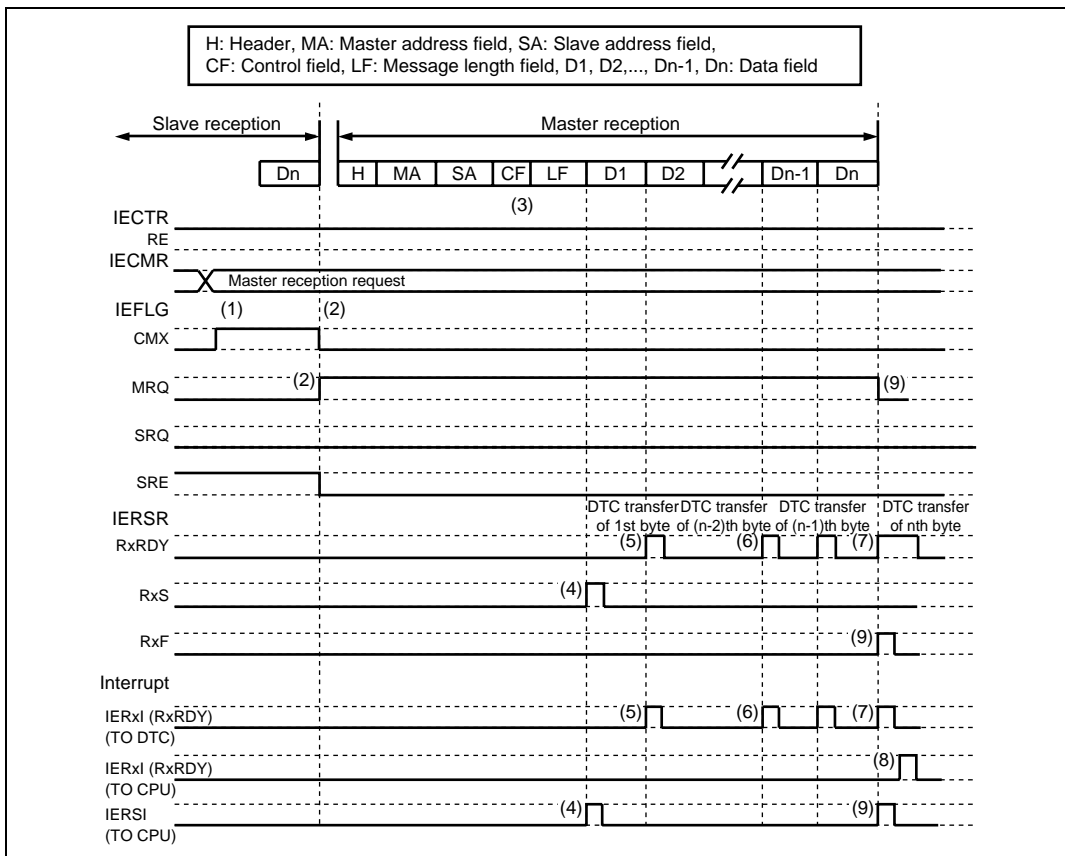 H: Header, MA: Master address field, SA: Slave address field,
CF: Control field, LF: Message length field, D1, D2,..., Dn-1, Dn: Data field
Slave reception
Master reception
Dn H MA SA CF LF D1 D2 Dn-1 Dn
(3)
IECTR
RE
IECMR
Master reception request
IEFLG (1) (2)
CMX
MRQ (2) (9)
SRQ
SRE
DTC transfer DTC transfer DTC transfer DTC transfer
IERSR of 1st byte of (n-2)th byte of (n-1)th byte of nth byte
RxRDY (5) (6) (7)
RxS (4)
RxF (9)
Interrupt
IERxI (RxRDY) (5) (6) (7)
(TO DTC)
IERxI (RxRDY) (8)
(TO CPU)
IERSI (4) (9)
(TO CPU)